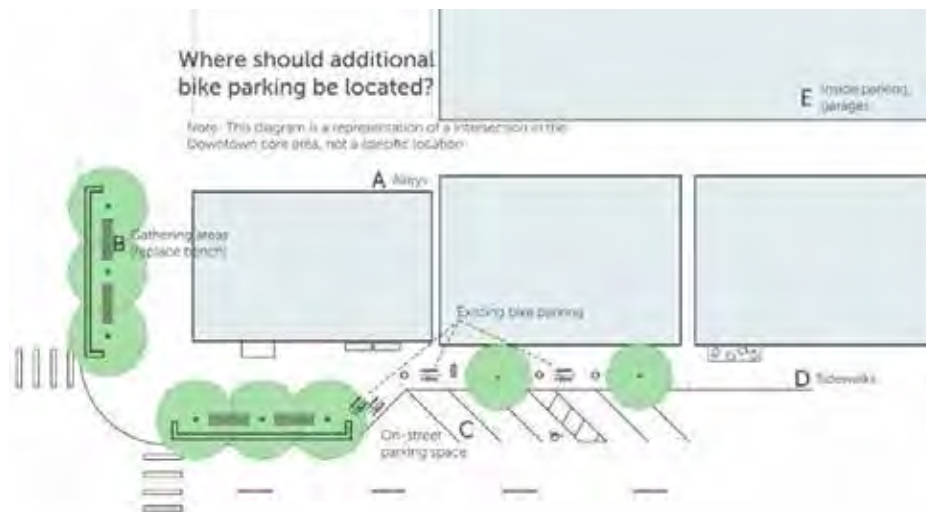 Where should additional
bike parking be located?
Note: This diagram is a representation of a intersection in the
Downtown core area, not a specific location
E Inside parking
garages
A Alleys
B Gathering areas
(replace bench)
Existing bike parking
D Sidewalks
C On-street
parking space